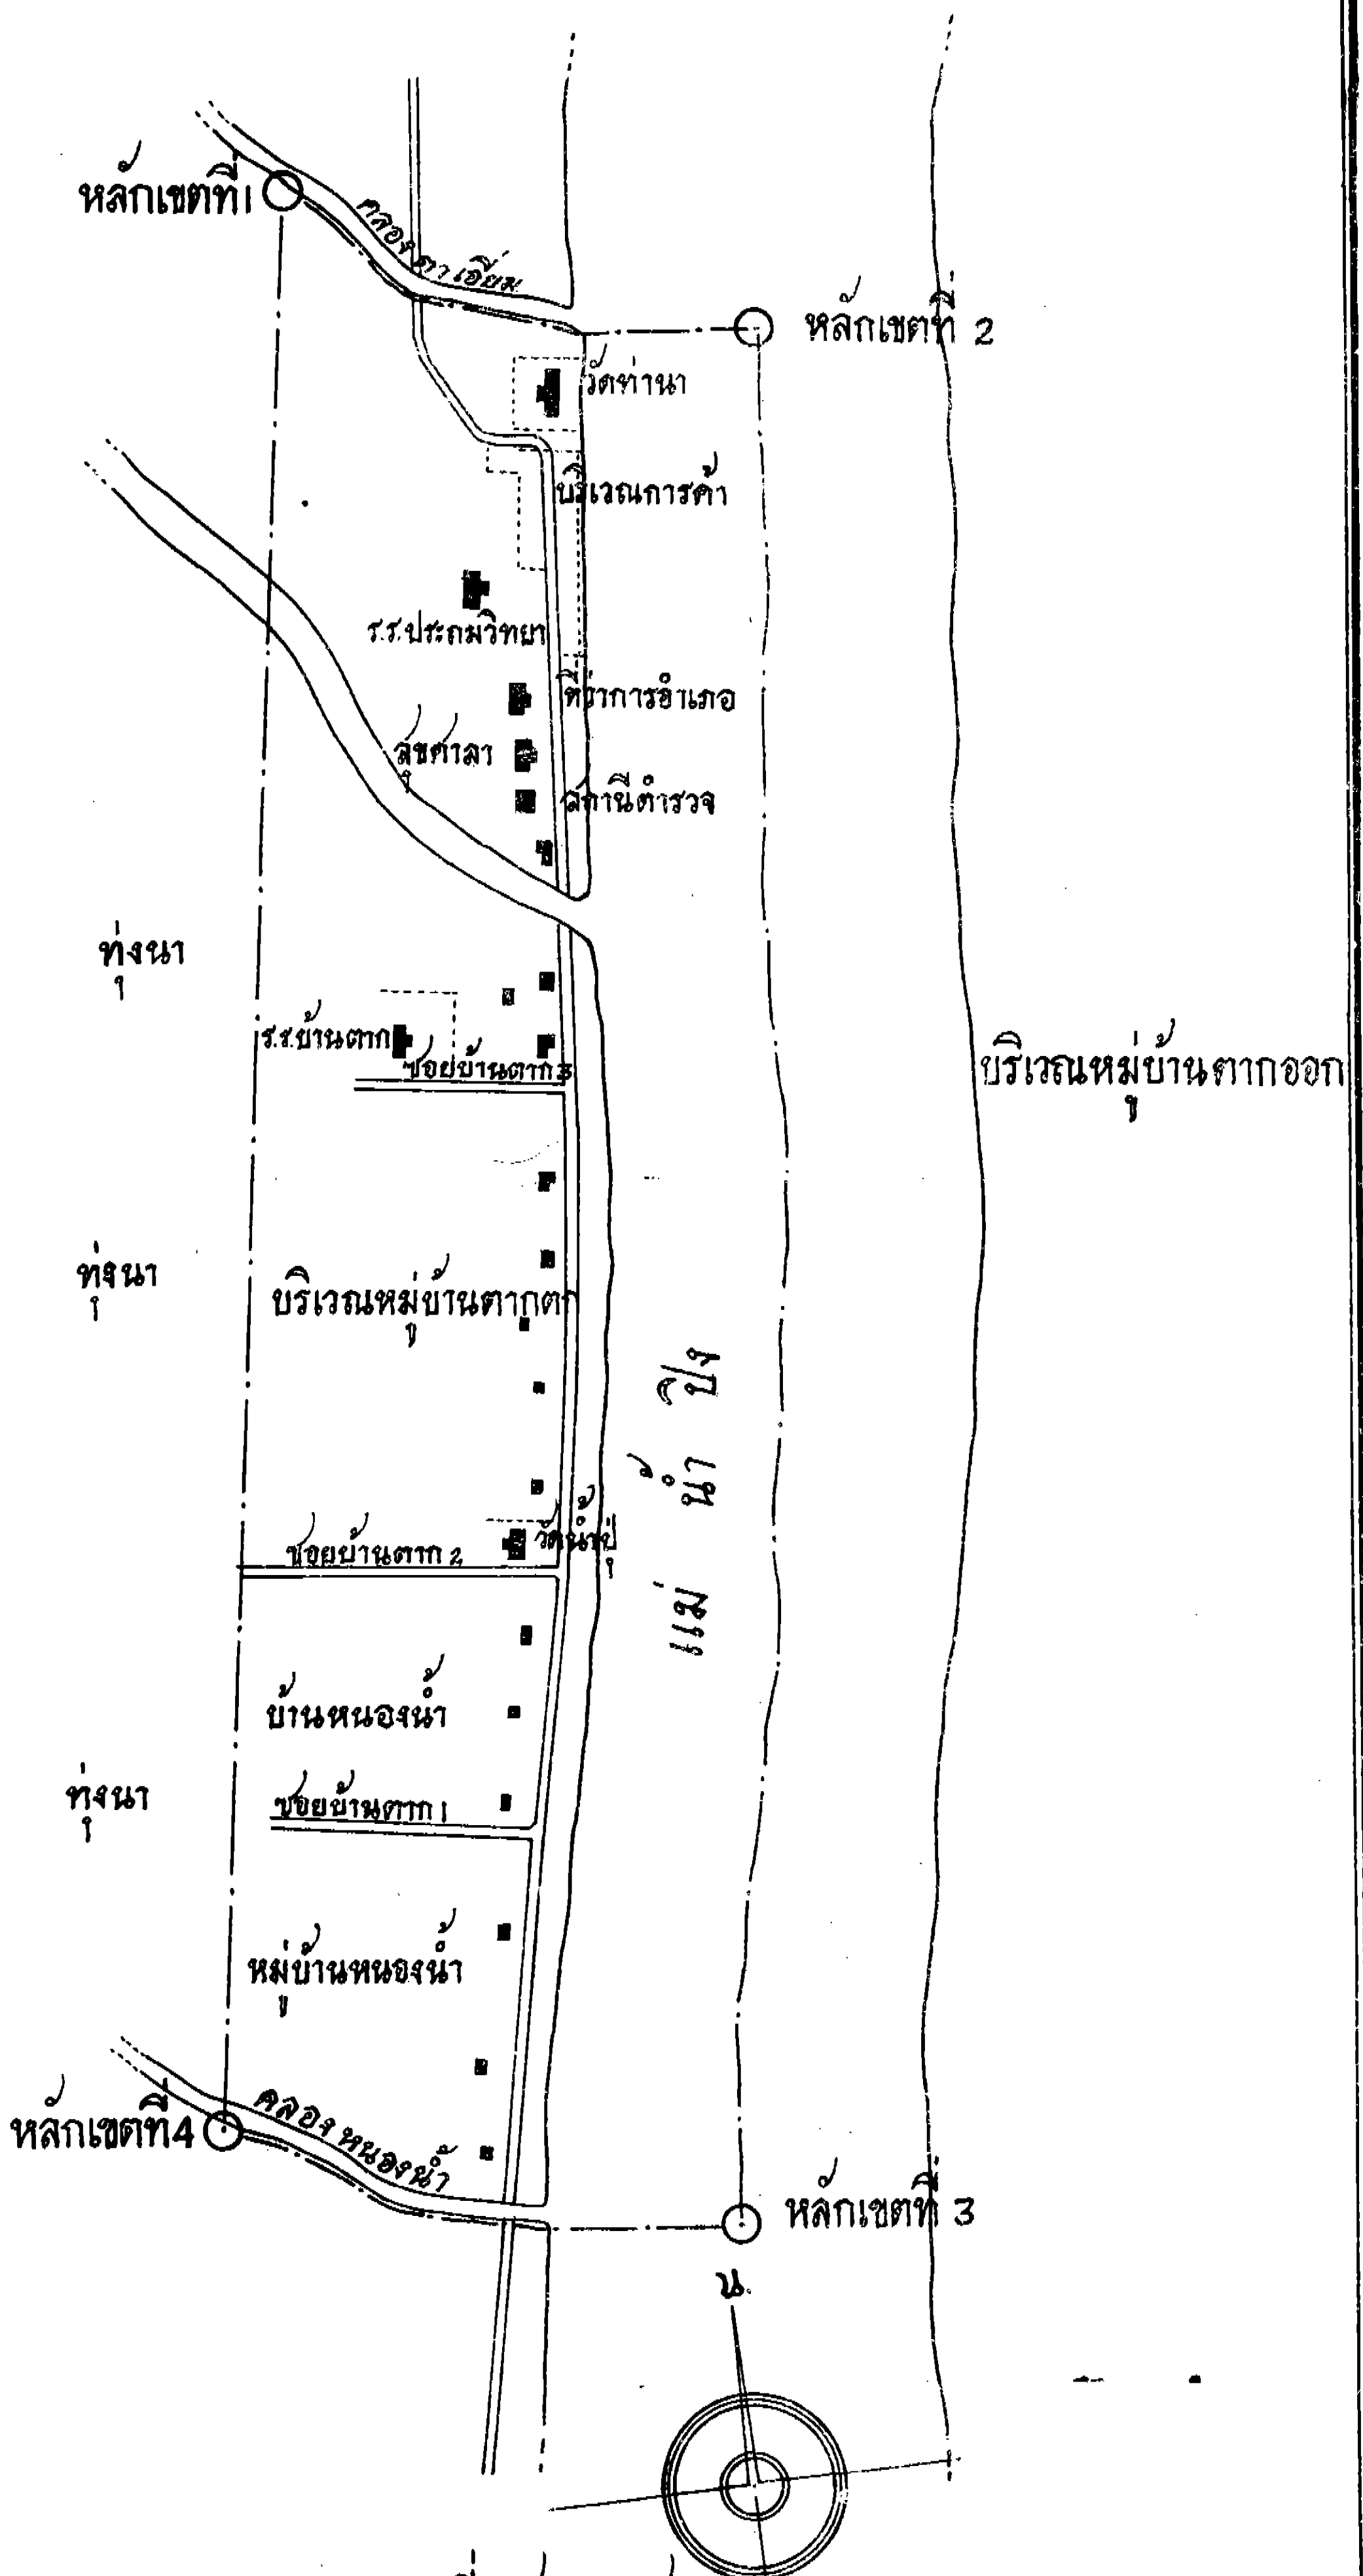 หลักเขตที่ 1
คลองตาเอี่ยม
หลักเขตที่ 2
วัดท่านา
บริเวณการค้า
ร.ร.ประถมวิทยา
ที่ว่าการอำเภอ
สุขศาลา
สถานีตำรวจ
ทุ่งนา
ร.ร.บ้านตาก
ซอยบ้านตาก 3
บริเวณหมู่บ้านตากออก
ทุ่งนา
บริเวณหมู่บ้านตากตก
แม่ น้ำ ปิง
ซอยบ้านตาก 2
บ้านหนองน้ำ
ทุ่งนา
ซอยบ้านตาก 1
หมู่บ้านหนองน้ำ
หลักเขตที่ 4
คลองหนองน้ำ
หลักเขตที่ 3
น.